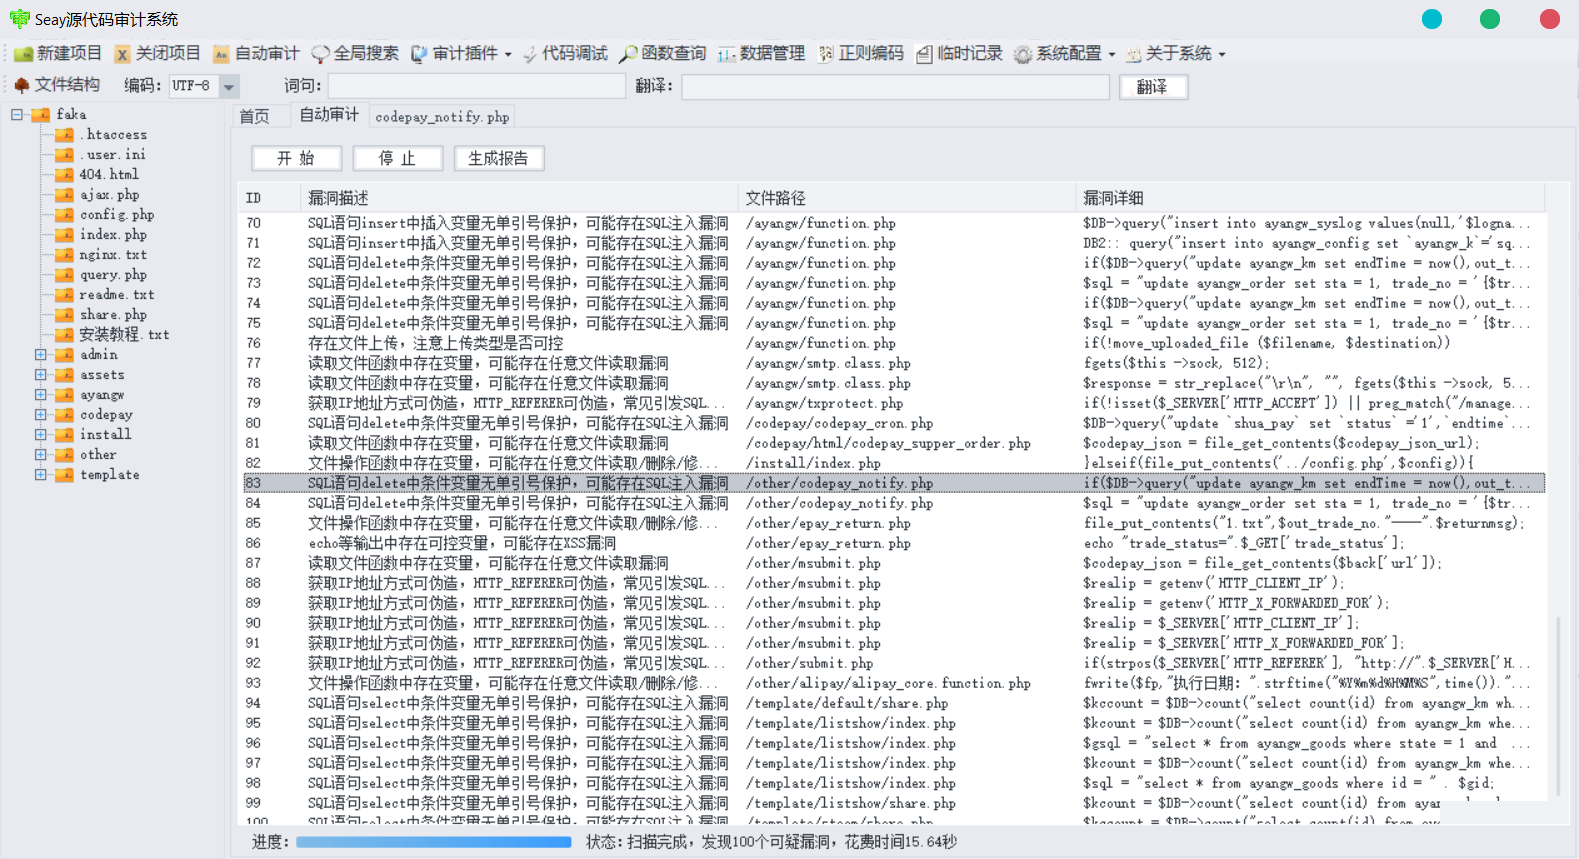 Seay源代码审计系统
新建项目 关闭项目 自动审计 全局搜索 审计插件 代码调试 函数查询 数据管理 正则编码 临时记录 系统配置 关于系统
文件结构 编码: UTF-8 词句: 翻译: 翻译
faka
.htaccess
.user.ini
404.html
ajax.php
config.php
index.php
nginx.txt
query.php
readme.txt
share.php
安装教程.txt
admin
assets
ayangw
codepay
install
other
template
首页 自动审计 codepay_notify.php
开 始 停 止 生成报告
ID 漏洞描述 文件路径 漏洞详细
70 SQL语句insert中插入变量无单引号保护，可能存在SQL注入漏洞 /ayangw/function.php $DB->query("insert into ayangw_syslog values(null,'$logna...
71 SQL语句insert中插入变量无单引号保护，可能存在SQL注入漏洞 /ayangw/function.php DB2:: query("insert into ayangw_config set `ayangw_k`='sq...
72 SQL语句delete中条件变量无单引号保护，可能存在SQL注入漏洞 /ayangw/function.php if($DB->query("update ayangw_km set endTime = now(),out_t...
73 SQL语句delete中条件变量无单引号保护，可能存在SQL注入漏洞 /ayangw/function.php $sql = "update ayangw_order set sta = 1, trade_no = '{$tr...
74 SQL语句delete中条件变量无单引号保护，可能存在SQL注入漏洞 /ayangw/function.php if($DB->query("update ayangw_km set endTime = now(),out_t...
75 SQL语句delete中条件变量无单引号保护，可能存在SQL注入漏洞 /ayangw/function.php $sql = "update ayangw_order set sta = 1, trade_no = '{$tr...
76 存在文件上传，注意上传类型是否可控 /ayangw/function.php if(!move_uploaded_file ($filename, $destination))
77 读取文件函数中存在变量，可能存在任意文件读取漏洞 /ayangw/smtp.class.php fgets($this ->sock, 512);
78 读取文件函数中存在变量，可能存在任意文件读取漏洞 /ayangw/smtp.class.php $response = str_replace("\r\n", "", fgets($this ->sock, 5...
79 获取IP地址方式可伪造，HTTP_REFERER可伪造，常见引发SQL... /ayangw/txprotect.php if(!isset($_SERVER['HTTP_ACCEPT']) || preg_match("/manage...
80 SQL语句delete中条件变量无单引号保护，可能存在SQL注入漏洞 /codepay/codepay_cron.php $DB->query("update `shua_pay` set `status` ='1',`endtime`...
81 读取文件函数中存在变量，可能存在任意文件读取漏洞 /codepay/html/codepay_supper_order.php $codepay_json = file_get_contents($codepay_json_url);
82 文件操作函数中存在变量，可能存在任意文件读取/删除/修... /install/index.php }elseif(file_put_contents('../config.php',$config)){
83 SQL语句delete中条件变量无单引号保护，可能存在SQL注入漏洞 /other/codepay_notify.php if($DB->query("update ayangw_km set endTime = now(),out_t...
84 SQL语句delete中条件变量无单引号保护，可能存在SQL注入漏洞 /other/codepay_notify.php $sql = "update ayangw_order set sta = 1, trade_no = '{$tr...
85 文件操作函数中存在变量，可能存在任意文件读取/删除/修... /other/epay_return.php file_put_contents("1.txt",$out_trade_no."————".$returnmsg);
86 echo等输出中存在可控变量，可能存在XSS漏洞 /other/epay_return.php echo "trade_status=".$_GET['trade_status'];
87 读取文件函数中存在变量，可能存在任意文件读取漏洞 /other/msubmit.php $codepay_json = file_get_contents($back['url']);
88 获取IP地址方式可伪造，HTTP_REFERER可伪造，常见引发SQL... /other/msubmit.php $realip = getenv('HTTP_CLIENT_IP');
89 获取IP地址方式可伪造，HTTP_REFERER可伪造，常见引发SQL... /other/msubmit.php $realip = getenv('HTTP_X_FORWARDED_FOR');
90 获取IP地址方式可伪造，HTTP_REFERER可伪造，常见引发SQL... /other/msubmit.php $realip = $_SERVER['HTTP_CLIENT_IP'];
91 获取IP地址方式可伪造，HTTP_REFERER可伪造，常见引发SQL... /other/msubmit.php $realip = $_SERVER['HTTP_X_FORWARDED_FOR'];
92 获取IP地址方式可伪造，HTTP_REFERER可伪造，常见引发SQL... /other/submit.php if(strpos($_SERVER['HTTP_REFERER'], "http://".$_SERVER['H...
93 文件操作函数中存在变量，可能存在任意文件读取/删除/修... /other/alipay/alipay_core.function.php fwrite($fp,"执行日期：".strftime("%Y%m%d%H%M%S",time())."...
94 SQL语句select中条件变量无单引号保护，可能存在SQL注入漏洞 /template/default/share.php $kccount = $DB->count("select count(id) from ayangw_km wh...
95 SQL语句select中条件变量无单引号保护，可能存在SQL注入漏洞 /template/listshow/index.php $kcount = $DB->count("select count(id) from ayangw_km whe...
96 SQL语句select中条件变量无单引号保护，可能存在SQL注入漏洞 /template/listshow/index.php $gsql = "select * from ayangw_goods where state = 1 and ...
97 SQL语句select中条件变量无单引号保护，可能存在SQL注入漏洞 /template/listshow/index.php $kcount = $DB->count("select count(id) from ayangw_km whe...
98 SQL语句select中条件变量无单引号保护，可能存在SQL注入漏洞 /template/listshow/index.php $sql = "select * from ayangw_goods where id = " . $gid;
99 SQL语句select中条件变量无单引号保护，可能存在SQL注入漏洞 /template/listshow/share.php $kcount = $DB->count("select count(id) from ayan
100 SQL语句select中条件变量无单引号保护，可能存在SQL注入漏洞 /template/steam/share.php $kccount = $DB->count("select count(id) from ay
进度: 状态:扫描完成，发现100个可疑漏洞，花费时间15.64秒